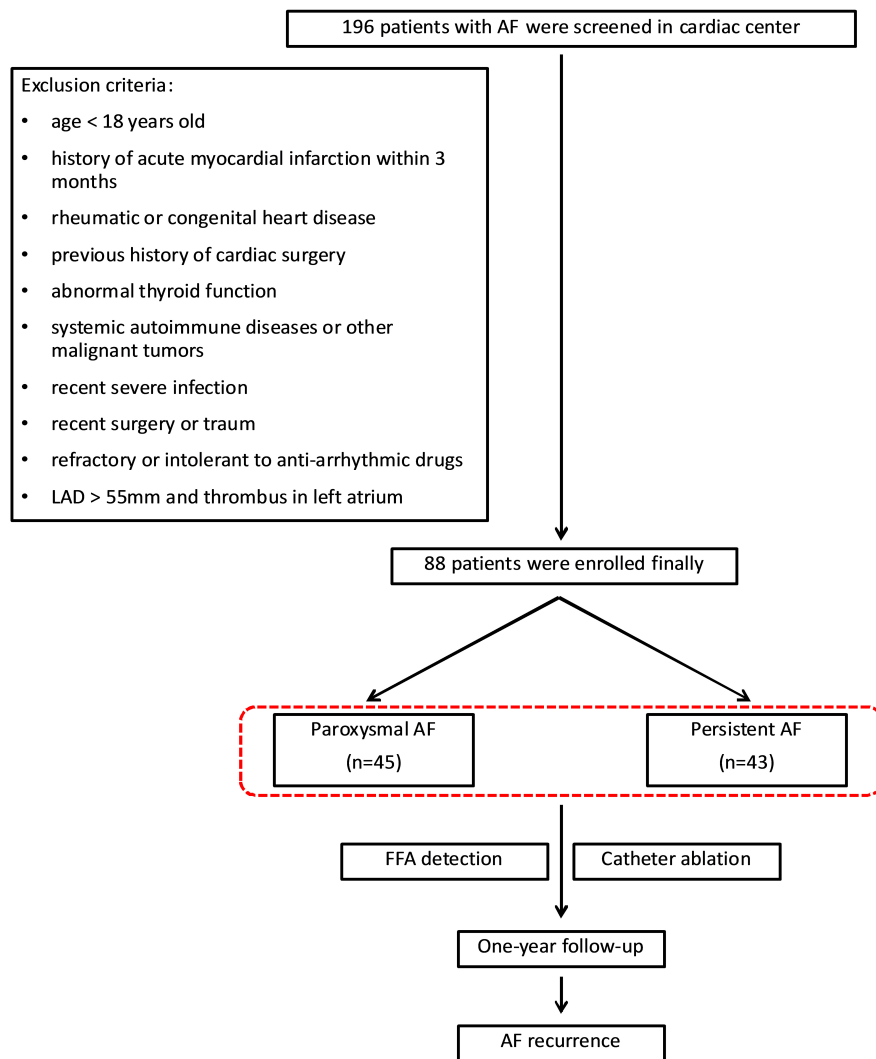 196 patients with AF were screened in cardiac center
Exclusion criteria:
• age < 18 years old
• history of acute myocardial infarction within 3
months
• rheumatic or congenital heart disease
• previous history of cardiac surgery
• abnormal thyroid function
• systemic autoimmune diseases or other
malignant tumors
• recent severe infection
• recent surgery or traum
• refractory or intolerant to anti-arrhythmic drugs
• LAD > 55mm and thrombus in left atrium
88 patients were enrolled finally
Paroxysmal AF
(n=45)
Persistent AF
(n=43)
FFA detection
Catheter ablation
One-year follow-up
AF recurrence